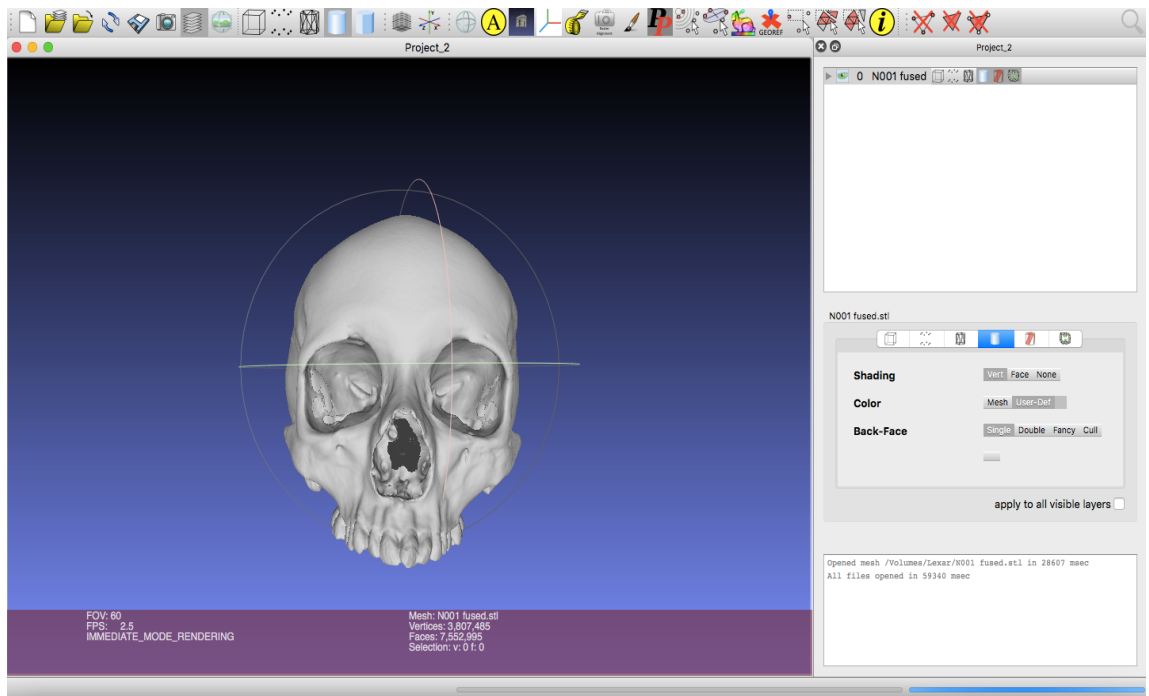 A
Pp
GEOREF
i
Project_2
Project_2
0 N001 fused
FOV: 60
FPS: 2.5
IMMEDIATE_MODE_RENDERING
Mesh: N001 fused.stl
Vertices: 3,807,485
Faces: 7,552,995
Selection: v: 0 f: 0
N001 fused.stl
Shading Vert Face None
Color Mesh User-Def
Back-Face Single Double Fancy Cull
apply to all visible layers
Opened mesh /Volumes/Lexar/N001 fused.stl in 28607 msec
All files opened in 59340 msec